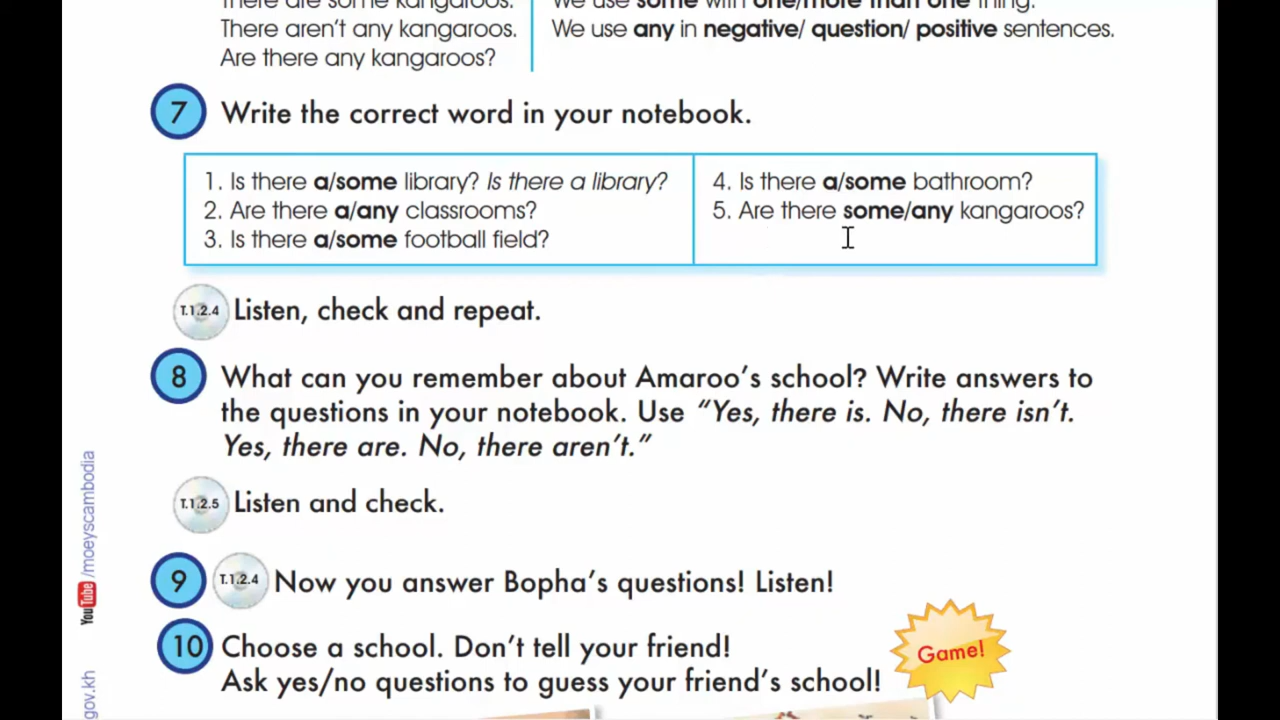 There are some kangaroos.
We use some with one/more than one thing.
There aren't any kangaroos.
We use any in negative/ question/ positive sentences.
Are there any kangaroos?
7 Write the correct word in your notebook.
1. Is there a/some library? Is there a library?
2. Are there a/any classrooms?
3. Is there a/some football field?
4. Is there a/some bathroom?
5. Are there some/any kangaroos?
T.1.2.4 Listen, check and repeat.
8 What can you remember about Amaroo's school? Write answers to
the questions in your notebook. Use "Yes, there is. No, there isn't.
Yes, there are. No, there aren't."
T.1.2.5 Listen and check.
9 T.1.2.4 Now you answer Bopha's questions! Listen!
10 Choose a school. Don't tell your friend!
Ask yes/no questions to guess your friend's school!
Game!
YouTube /moeyscambodia
gov.kh